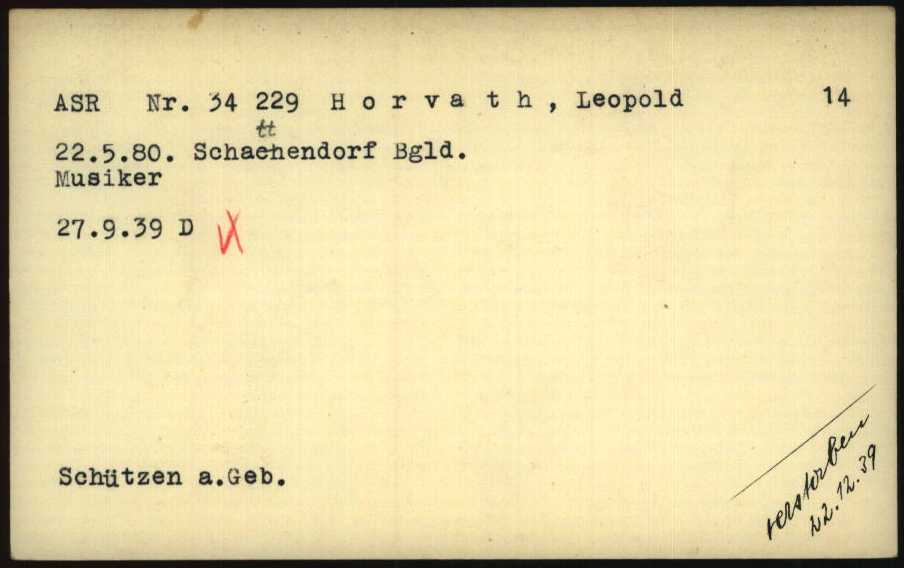 ASR Nr. 34 229 H o r v a t h , Leopold 14
tt
22.5.80. Schachendorf Bgld.
Musiker
27.9.39 D
Schützen a.Geb.
verstorben
22.12.39